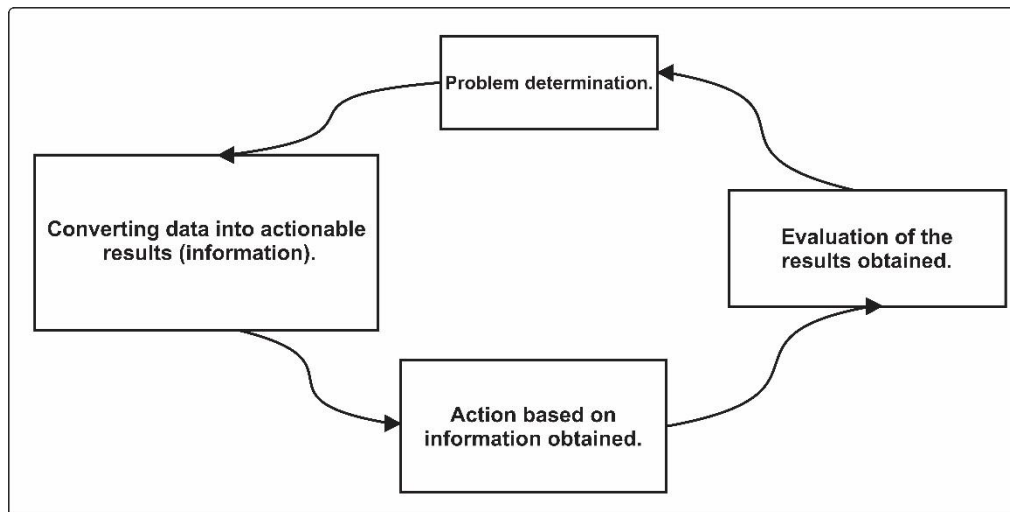 Problem determination.
Converting data into actionable
results (information).
Evaluation of the
results obtained.
Action based on
information obtained.